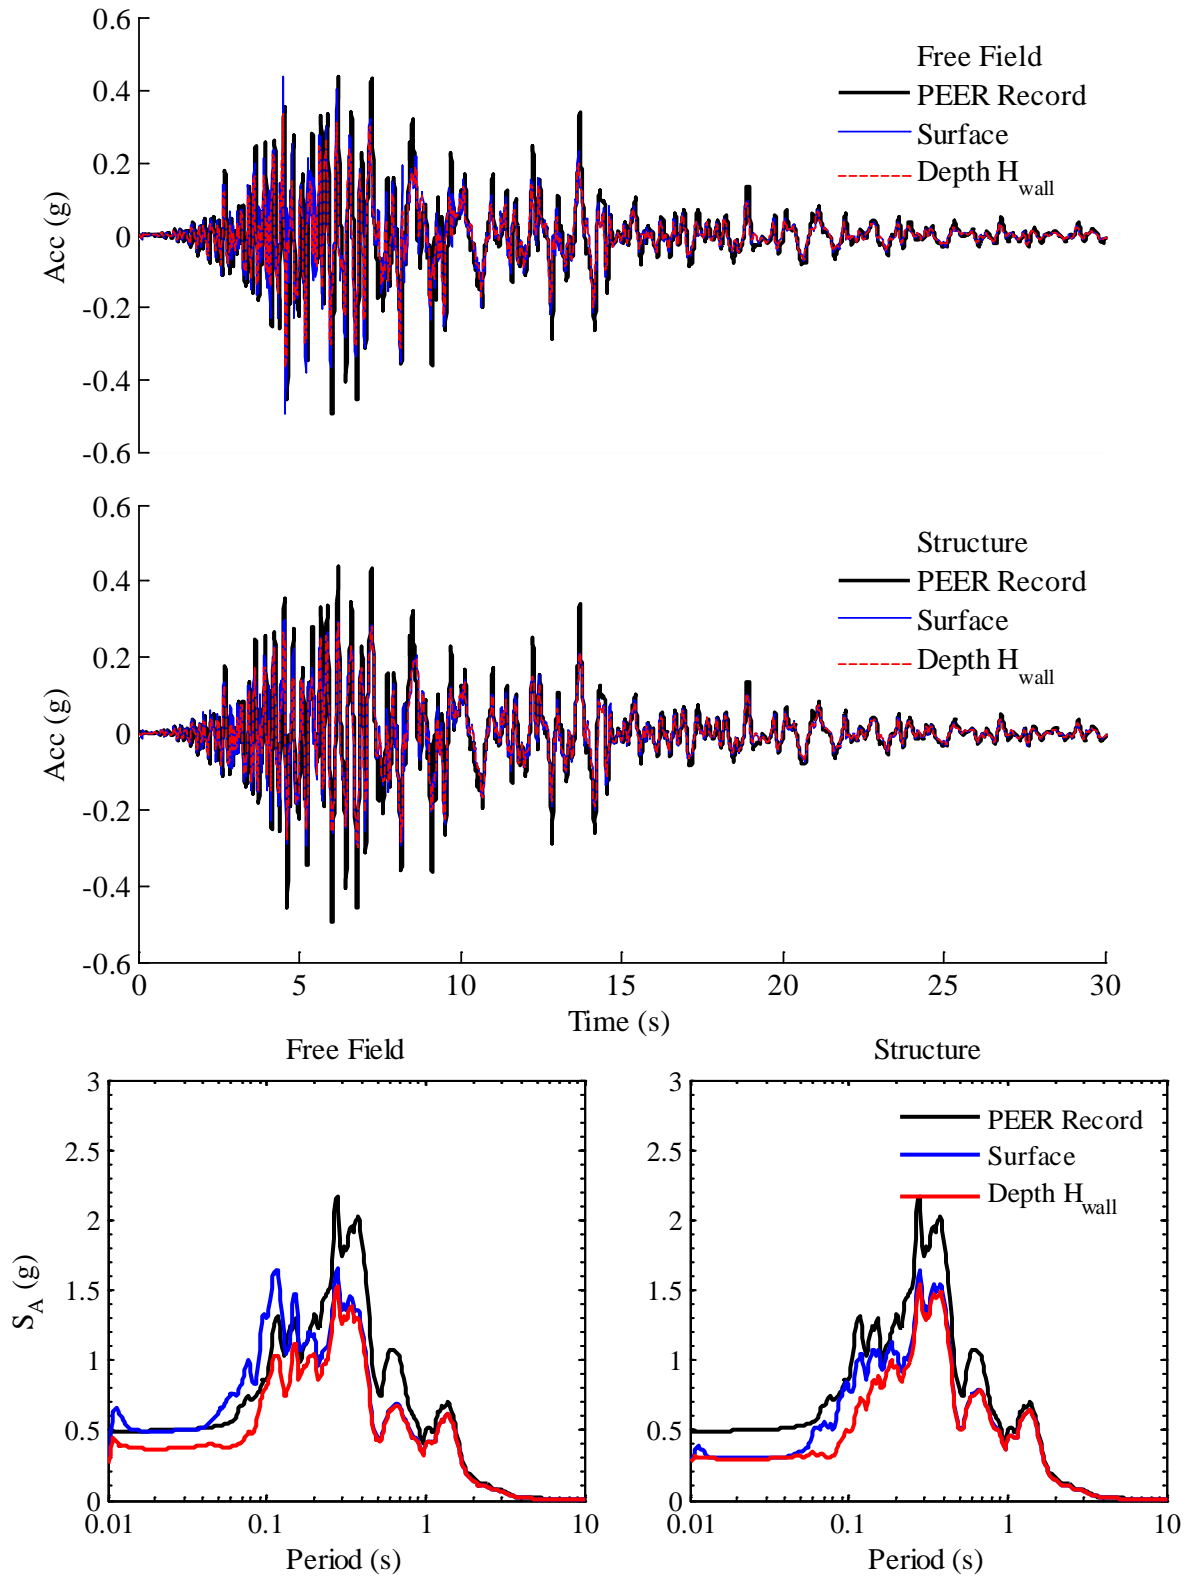 0.6
0.4
0.2
0
-0.2
-0.4
-0.6
Acc (g)
Free Field
PEER Record
Surface
Depth H_wall
0.6
0.4
0.2
0
-0.2
-0.4
-0.6
Acc (g)
Structure
PEER Record
Surface
Depth H_wall
0 5 10 15 20 25 30
Time (s)
Free Field
3
2.5
2
1.5
1
0.5
0
S_A (g)
0.01 0.1 1 10
Period (s)
Structure
3
2.5
2
1.5
1
0.5
0
PEER Record
Surface
Depth H_wall
0.01 0.1 1 10
Period (s)